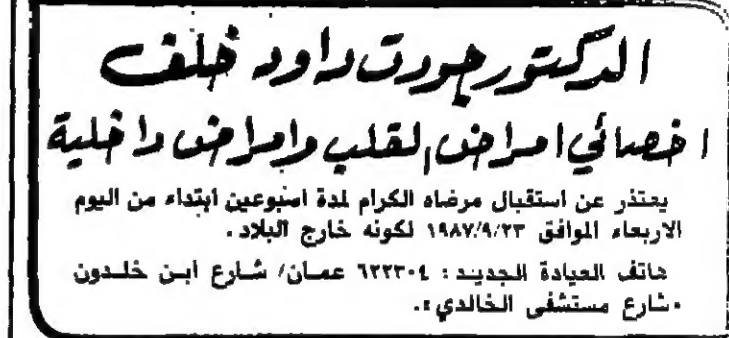 الدكتور جودت داود خلف
اخصائي امراض القلب وامراض داخلية
يعتذر عن استقبال مرضاه الكرام لمدة اسبوعين ابتداء من اليوم
الاربعاء الموافق ١٩٨٧/٩/٢٣ لكونه خارج البلاد .
هاتف العيادة الجديد : ٦٢٢٣٠٤ عمان/ شارع ابن خلدون
«شارع مستشفى الخالدي».